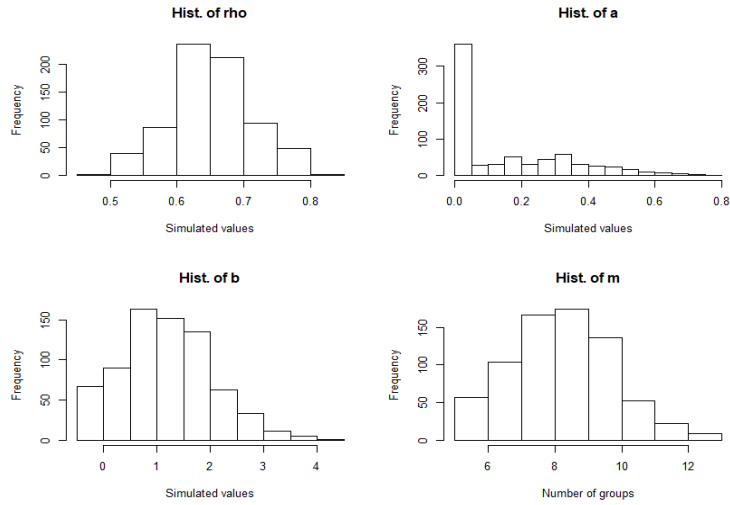 Hist. of rho
Frequency
0 50 100 150 200
0.5 0.6 0.7 0.8
Simulated values
Hist. of a
Frequency
0 100 200 300
0.0 0.2 0.4 0.6 0.8
Simulated values
Hist. of b
Frequency
0 50 100 150
0 1 2 3 4
Simulated values
Hist. of m
Frequency
0 50 100 150
6 8 10 12
Number of groups